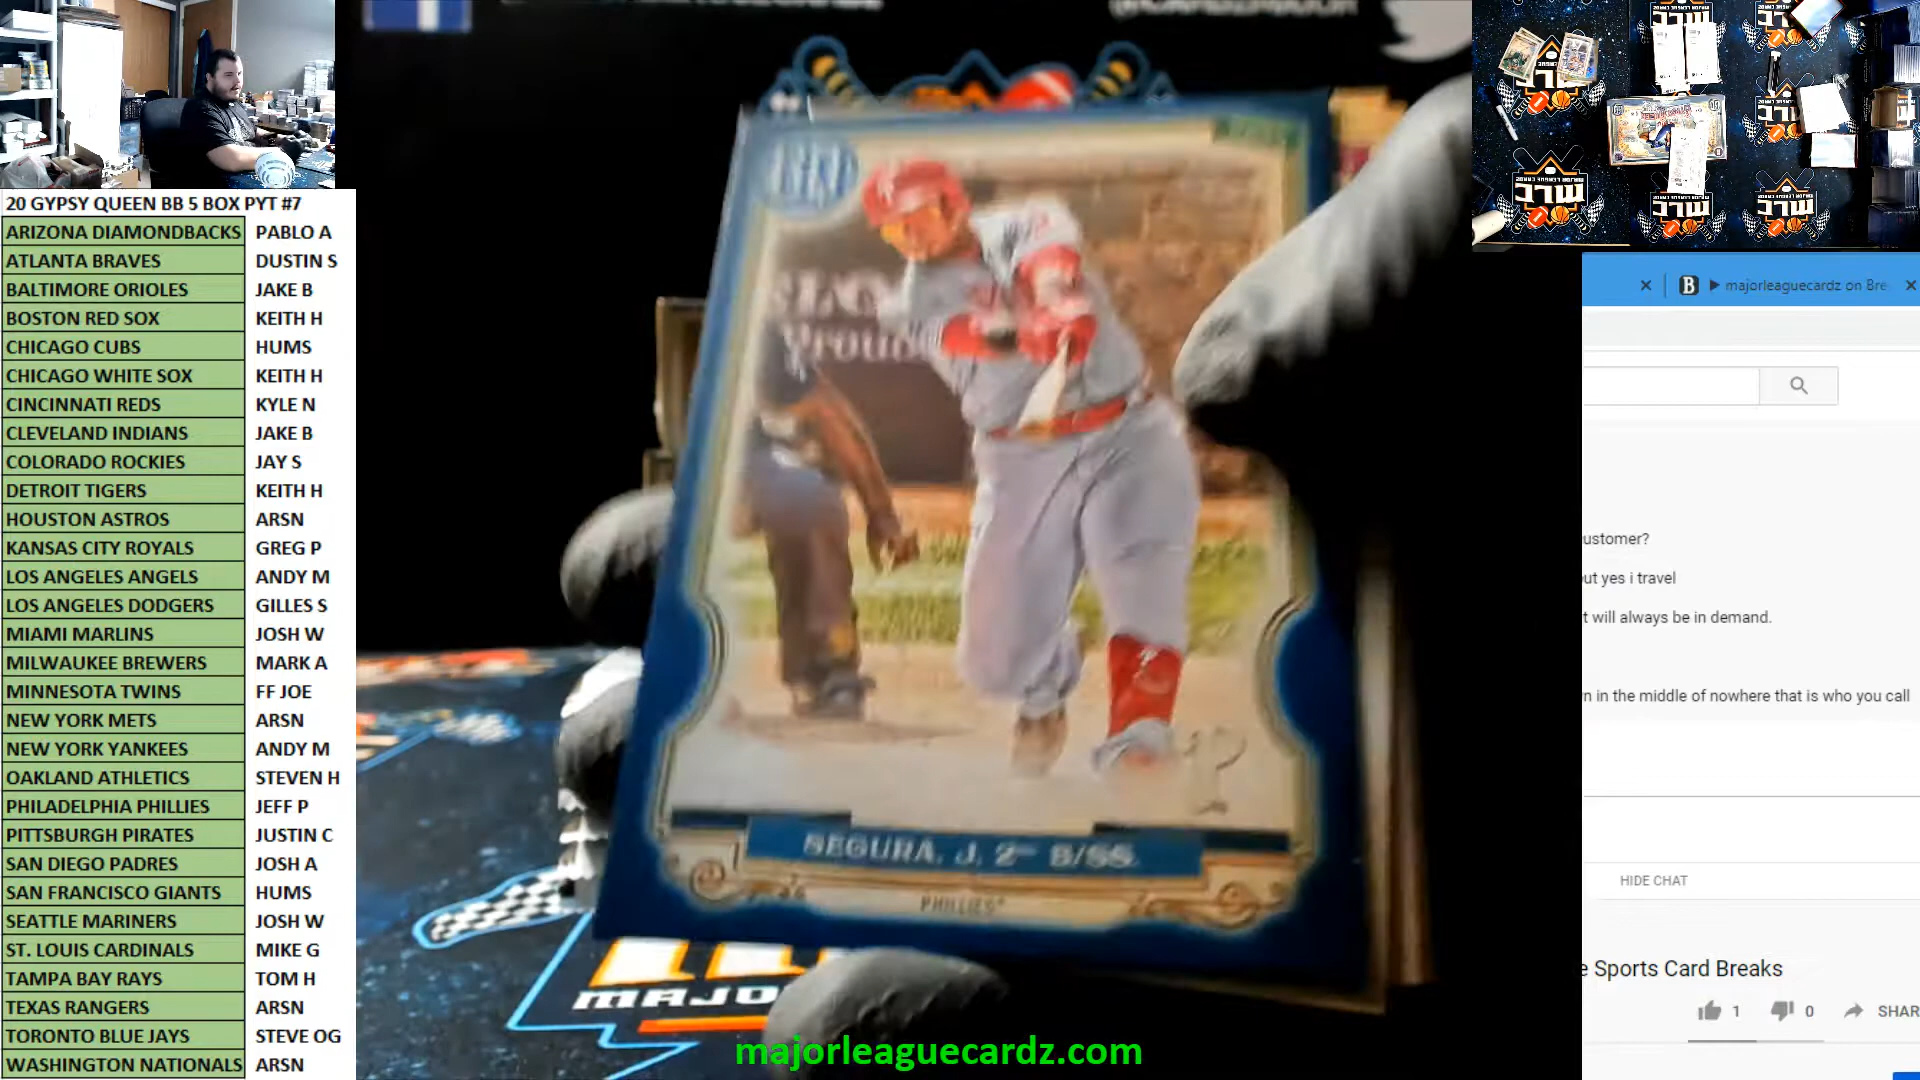 20 GYPSY QUEEN BB 5 BOX PYT #7
ARIZONA DIAMONDBACKS PABLO A
ATLANTA BRAVES DUSTIN S
BALTIMORE ORIOLES JAKE B
BOSTON RED SOX KEITH H
CHICAGO CUBS HUMS
CHICAGO WHITE SOX KEITH H
CINCINNATI REDS KYLE N
CLEVELAND INDIANS JAKE B
COLORADO ROCKIES JAY S
DETROIT TIGERS KEITH H
HOUSTON ASTROS ARSN
KANSAS CITY ROYALS GREG P
LOS ANGELES ANGELS ANDY M
LOS ANGELES DODGERS GILLES S
MIAMI MARLINS JOSH W
MILWAUKEE BREWERS MARK A
MINNESOTA TWINS FF JOE
NEW YORK METS ARSN
NEW YORK YANKEES ANDY M
OAKLAND ATHLETICS STEVEN H
PHILADELPHIA PHILLIES JEFF P
PITTSBURGH PIRATES JUSTIN C
SAN DIEGO PADRES JOSH A
SAN FRANCISCO GIANTS HUMS
SEATTLE MARINERS JOSH W
ST. LOUIS CARDINALS MIKE G
TAMPA BAY RAYS TOM H
TEXAS RANGERS ARSN
TORONTO BLUE JAYS STEVE OG
WASHINGTON NATIONALS ARSN
SEGURA, J, 2ND B/SS.
PHILLIES
MAJO
majorleaguecardz.com
majorleaguecardz on Bre
ustomer?
ut yes i travel
t will always be in demand.
n in the middle of nowhere that is who you call
HIDE CHAT
e Sports Card Breaks
1 0 SHAR